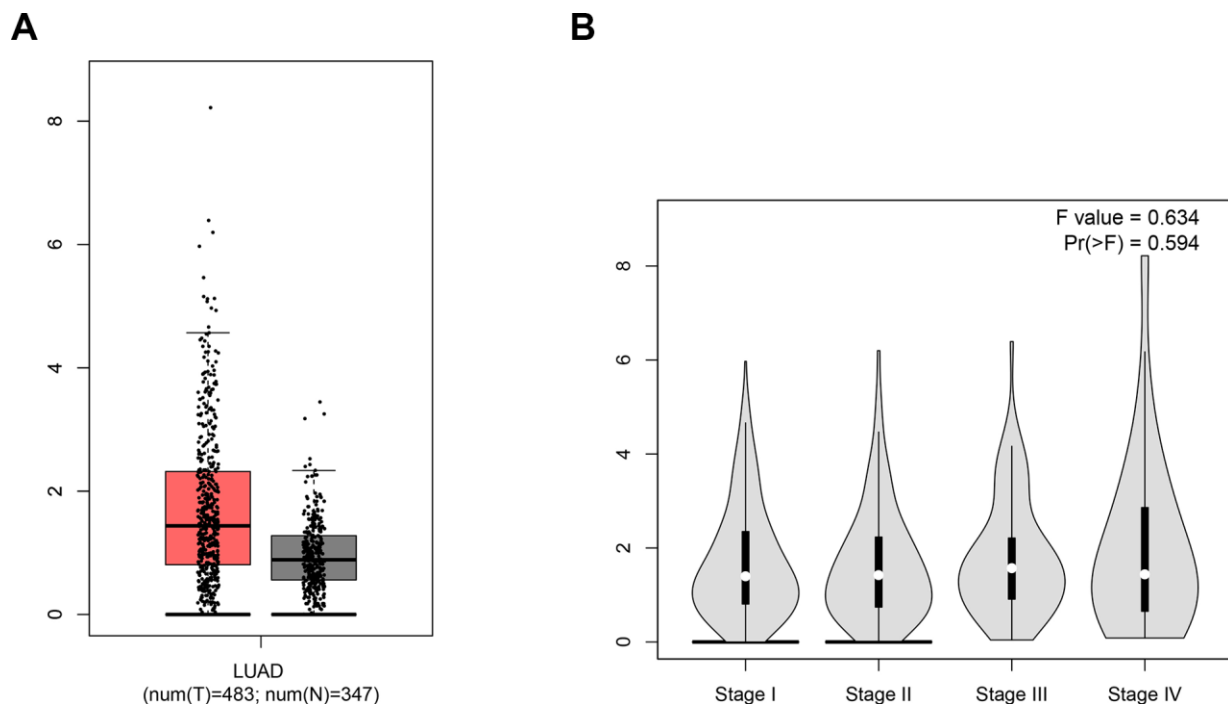 A
8
6
4
2
0
LUAD
(num(T)=483; num(N)=347)
B
F value = 0.634
Pr(>F) = 0.594
8
6
4
2
0
Stage I
Stage II
Stage III
Stage IV